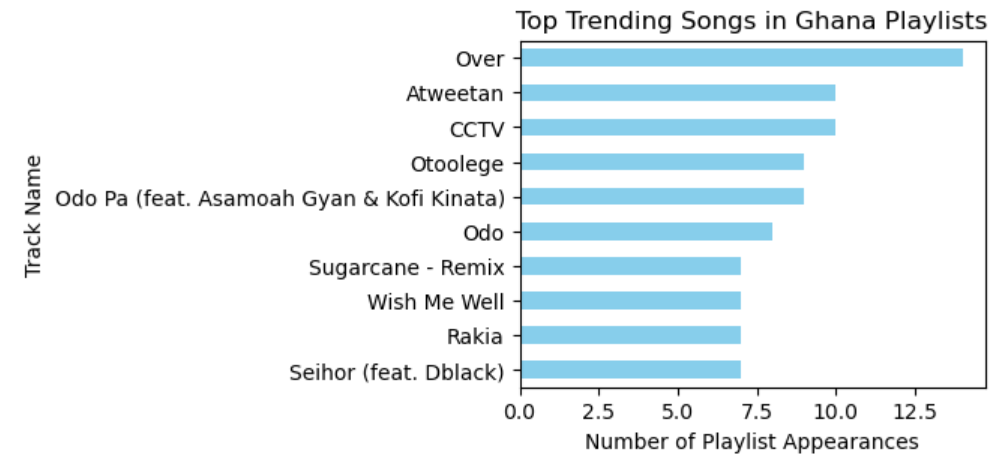 Top Trending Songs in Ghana Playlists
Track Name
Over
Atweetan
CCTV
Otoolege
Odo Pa (feat. Asamoah Gyan & Kofi Kinata)
Odo
Sugarcane - Remix
Wish Me Well
Rakia
Seihor (feat. Dblack)
0.0 2.5 5.0 7.5 10.0 12.5
Number of Playlist Appearances